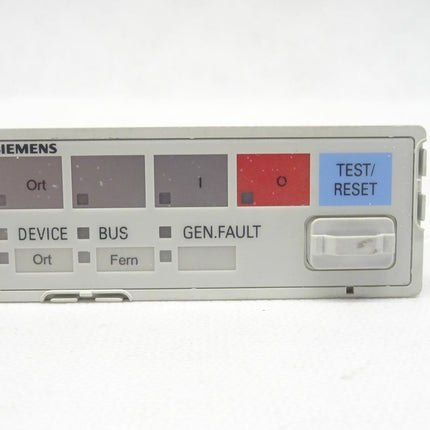 SIEMENS
Ort I O TEST/
RESET
DEVICE BUS GEN.FAULT
Ort Fern